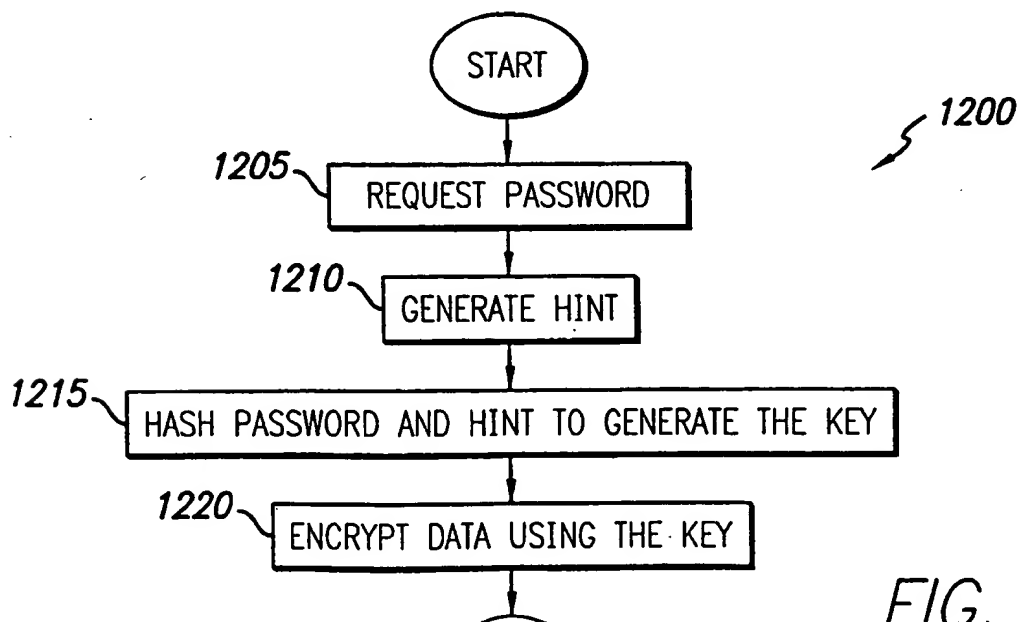 START
1200
1205
REQUEST PASSWORD
1210
GENERATE HINT
1215
HASH PASSWORD AND HINT TO GENERATE THE KEY
1220
ENCRYPT DATA USING THE KEY
FIG.